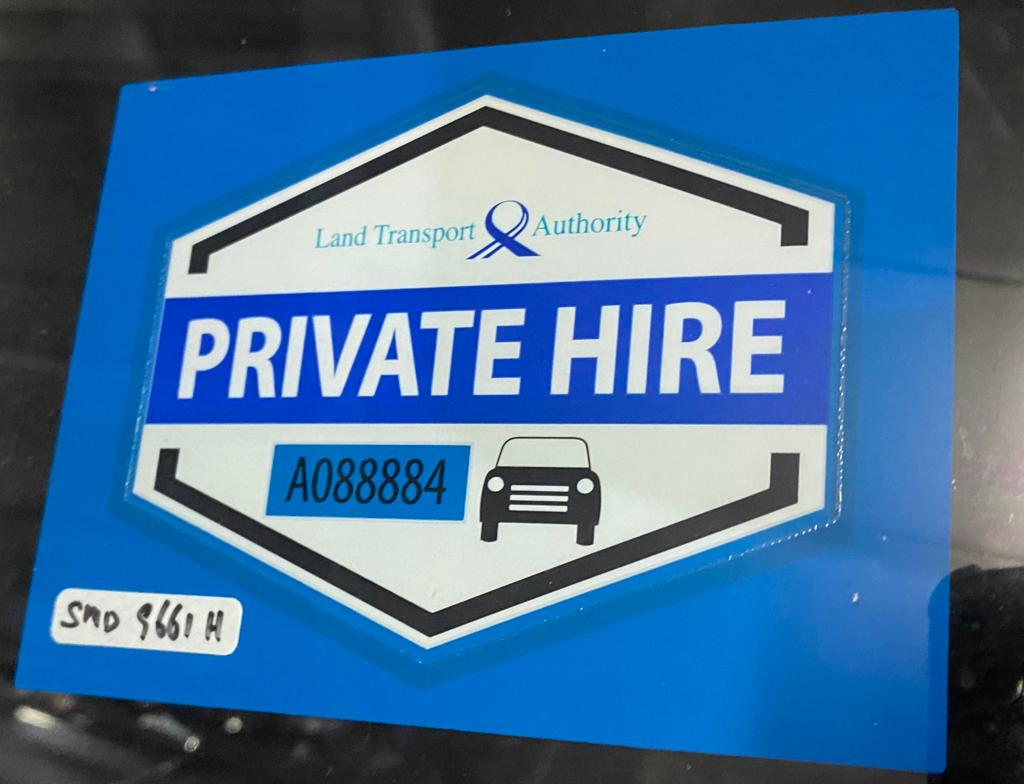 Land Transport Authority
PRIVATE HIRE
A088884
SMD 9661 H